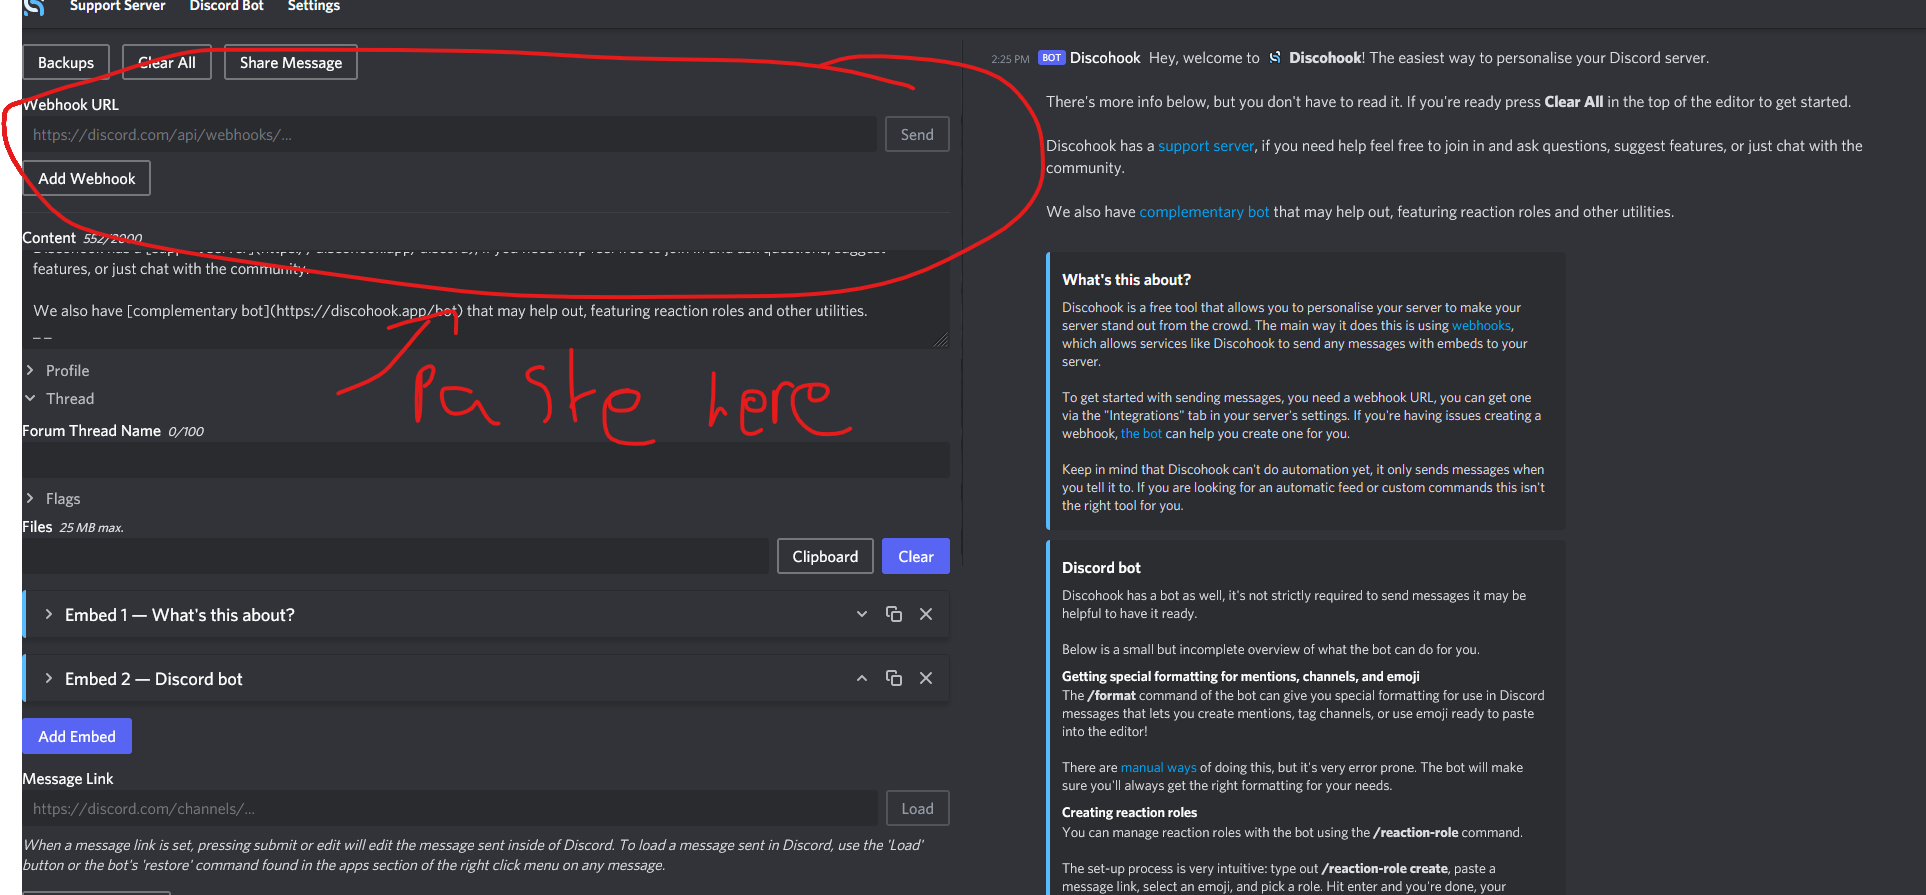 Support Server Discord Bot Settings
Backups Clear All Share Message
Webhook URL
https://discord.com/api/webhooks/...
Send
Add Webhook
Content 552/2000
features, or just chat with the community.
We also have [complementary bot](https://discohook.app/bot) that may help out, featuring reaction roles and other utilities.
_ _
Paste here
Profile
Thread
Forum Thread Name 0/100
Flags
Files 25 MB max.
Clipboard Clear
Embed 1 — What's this about?
Embed 2 — Discord bot
Add Embed
Message Link
https://discord.com/channels/...
Load
When a message link is set, pressing submit or edit will edit the message sent inside of Discord. To load a message sent in Discord, use the 'Load'
button or the bot's 'restore' command found in the apps section of the right click menu on any message.
2:25 PM BOT Discohook Hey, welcome to Discohook! The easiest way to personalise your Discord server.
There's more info below, but you don't have to read it. If you're ready press Clear All in the top of the editor to get started.
Discohook has a support server, if you need help feel free to join in and ask questions, suggest features, or just chat with the
community.
We also have complementary bot that may help out, featuring reaction roles and other utilities.
What's this about?
Discohook is a free tool that allows you to personalise your server to make your
server stand out from the crowd. The main way it does this is using webhooks,
which allows services like Discohook to send any messages with embeds to your
server.
To get started with sending messages, you need a webhook URL, you can get one
via the "Integrations" tab in your server's settings. If you're having issues creating a
webhook, the bot can help you create one for you.
Keep in mind that Discohook can't do automation yet, it only sends messages when
you tell it to. If you are looking for an automatic feed or custom commands this isn't
the right tool for you.
Discord bot
Discohook has a bot as well, it's not strictly required to send messages it may be
helpful to have it ready.
Below is a small but incomplete overview of what the bot can do for you.
Getting special formatting for mentions, channels, and emoji
The /format command of the bot can give you special formatting for use in Discord
messages that lets you create mentions, tag channels, or use emoji ready to paste
into the editor!
There are manual ways of doing this, but it's very error prone. The bot will make
sure you'll always get the right formatting for your needs.
Creating reaction roles
You can manage reaction roles with the bot using the /reaction-role command.
The set-up process is very intuitive: type out /reaction-role create, paste a
message link, select an emoji, and pick a role. Hit enter and you're done, your